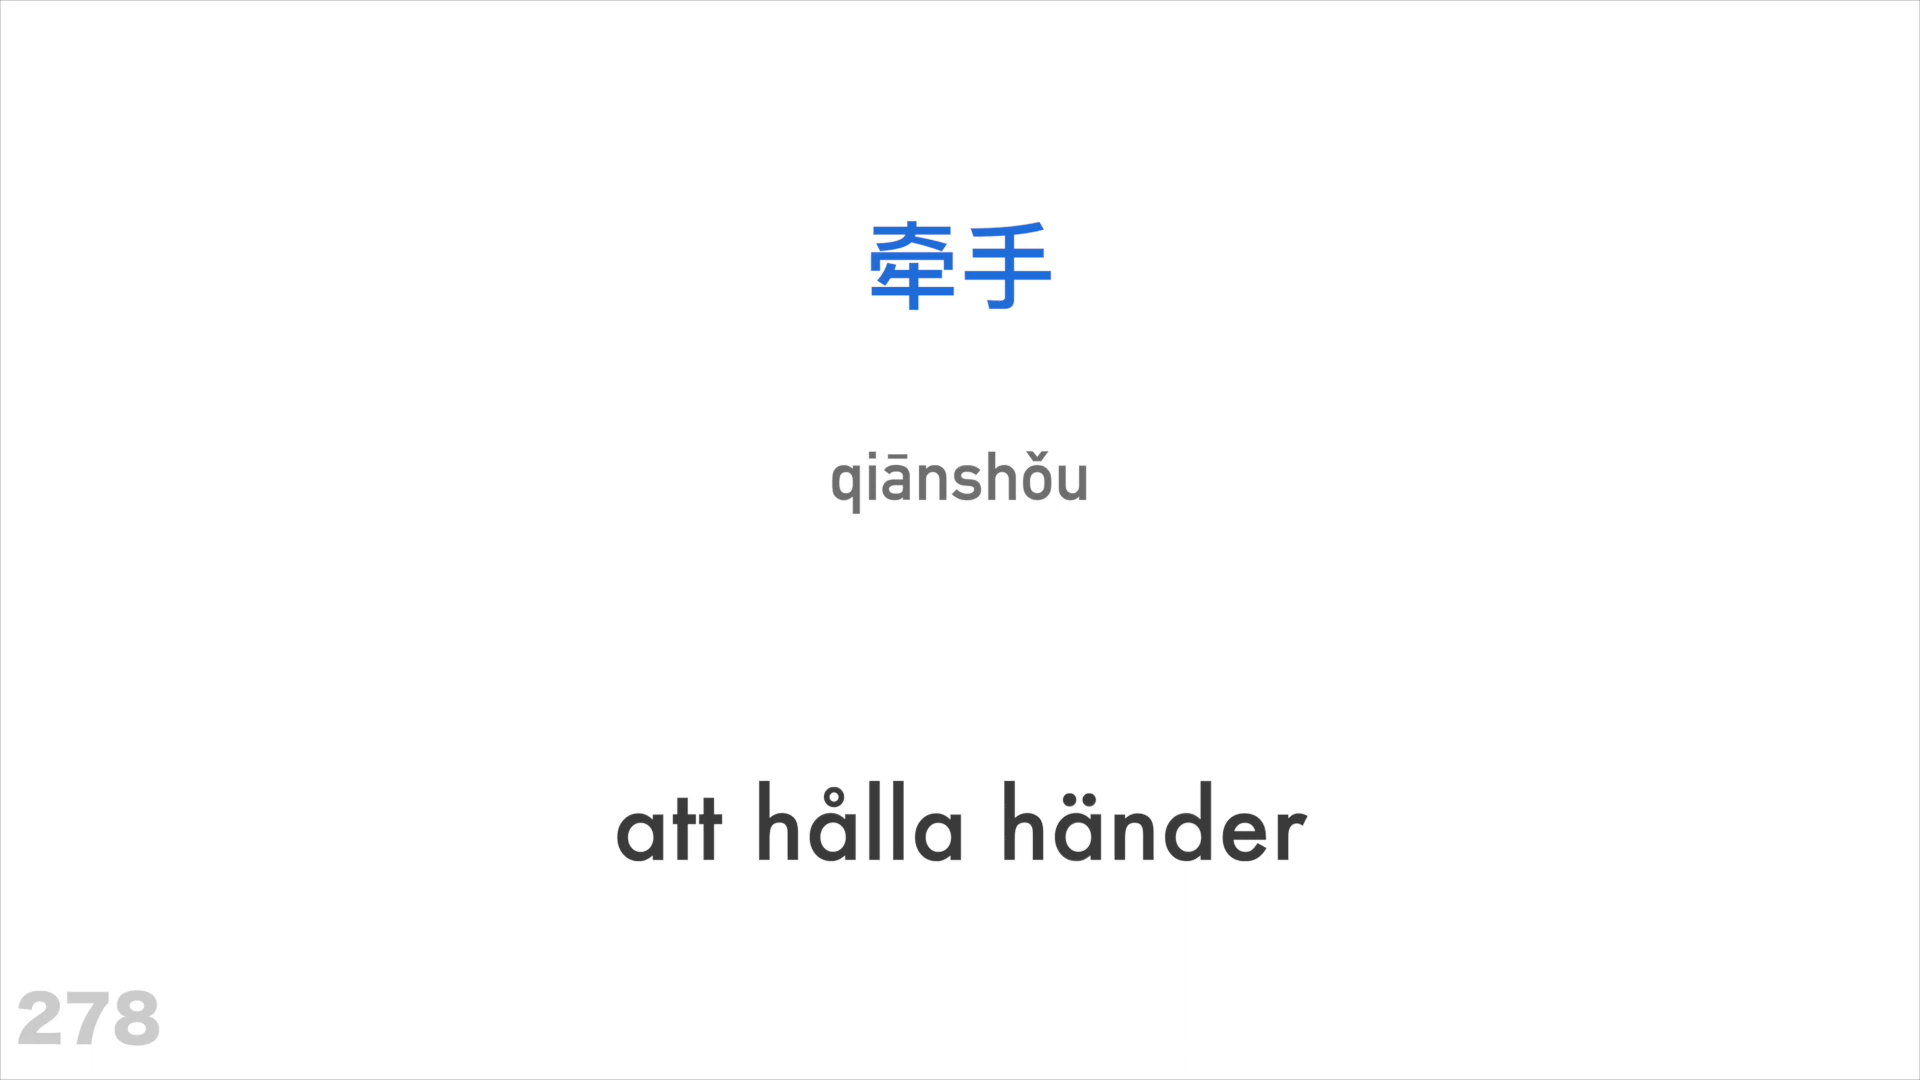 牵手
qiānshǒu
att hålla händer
278